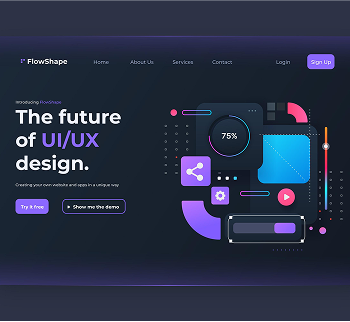 FlowShape
Home
About Us
Services
Contact
Login
Sign Up
Introducing FlowShape
The future
of UI/UX
design.
Creating your own website and apps in a unique way
Try it free
Show me the demo
75%